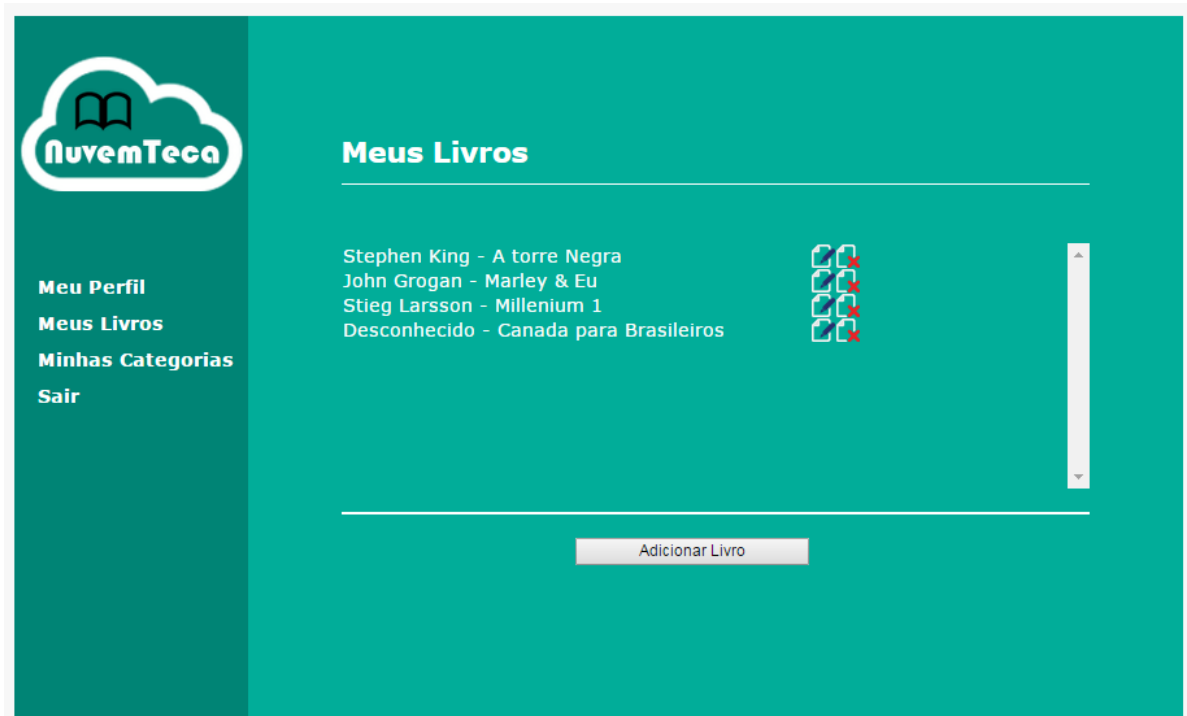 NuvemTeca
Meu Perfil
Meus Livros
Minhas Categorias
Sair
Meus Livros
Stephen King - A torre Negra
John Grogan - Marley & Eu
Stieg Larsson - Millenium 1
Desconhecido - Canada para Brasileiros
Adicionar Livro